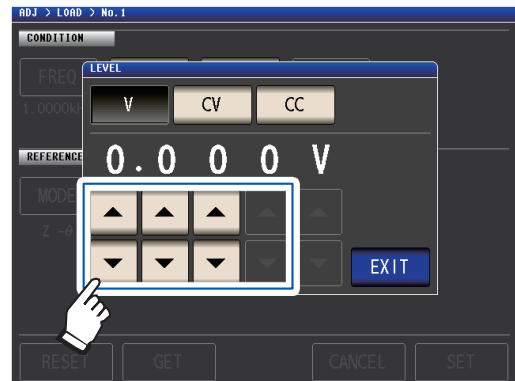 ADJ > LOAD > No.1
CONDITION
LEVEL
FREQ
1.0000k
V CV CC
REFERENCE
0.0 0 0 V
MODE
Z -θ
EXIT
RESET GET CANCEL SET